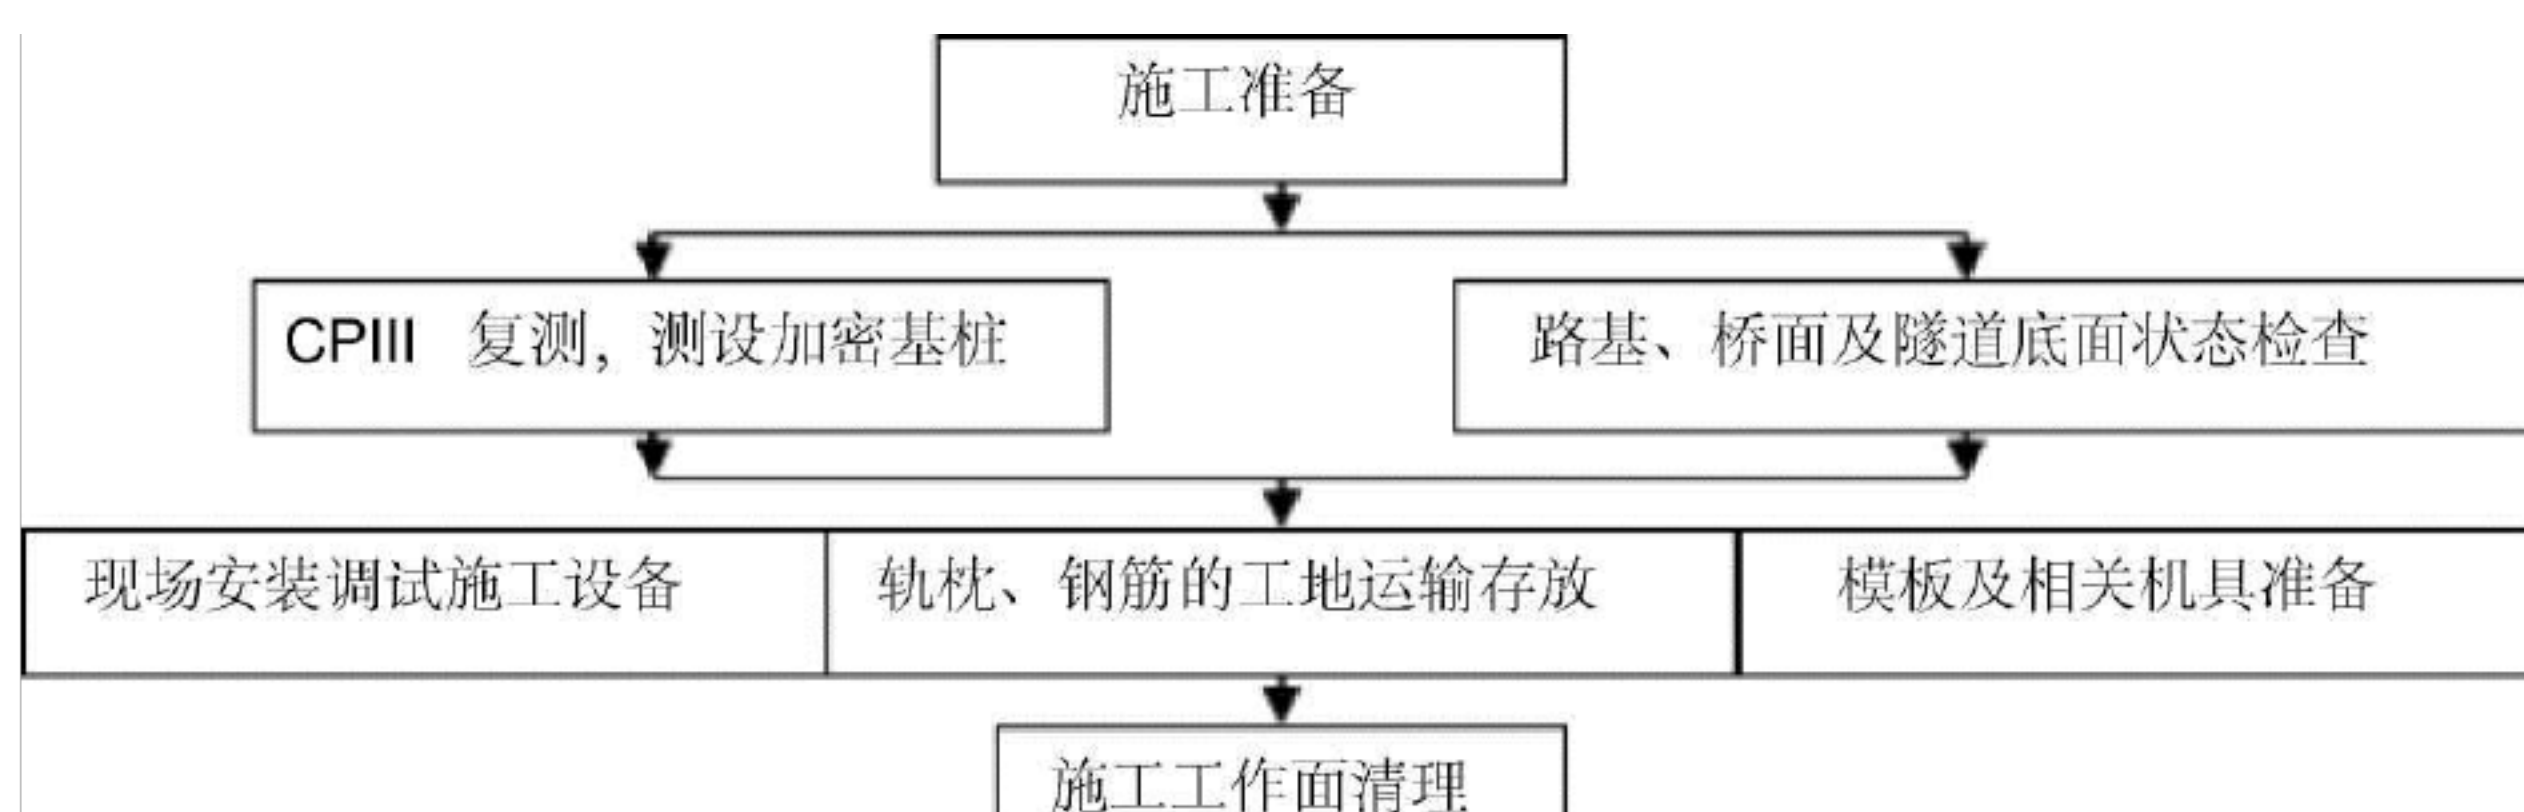 施工准备
CPIII 复测，测设加密基桩
路基、桥面及隧道底面状态检查
现场安装调试施工设备
轨枕、钢筋的工地运输存放
模板及相关机具准备
施工工作面清理